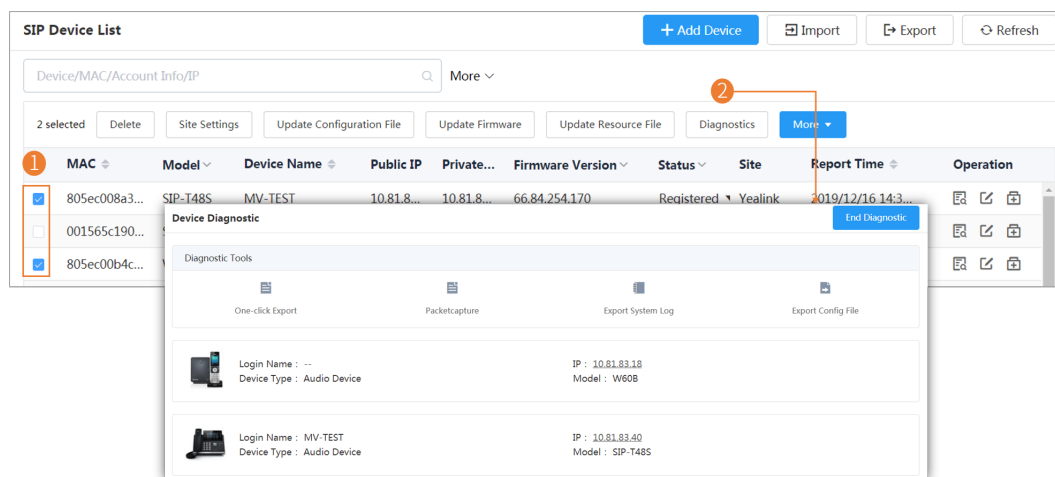 SIP Device List
+ Add Device
Import
Export
Refresh
Device/MAC/Account Info/IP
More
2
2 selected
Delete
Site Settings
Update Configuration File
Update Firmware
Update Resource File
Diagnostics
More
1
MAC Model Device Name Public IP Private... Firmware Version Status Site Report Time Operation
805ec008a3... SIP-T48S MV-TEST 10.81.8... 10.81.8... 66.84.254.170 Registered Yealink 2019/12/16 14:3...
001565c190...
805ec00b4c...
Device Diagnostic
End Diagnostic
Diagnostic Tools
One-click Export
Packetcapture
Export System Log
Export Config File
Login Name : -- IP : 10.81.83.18
Device Type : Audio Device Model : W60B
Login Name : MV-TEST IP : 10.81.83.40
Device Type : Audio Device Model : SIP-T48S